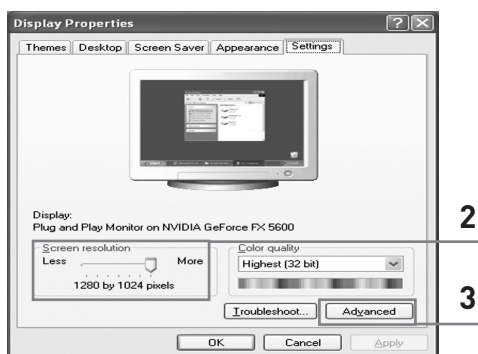 Display Properties
Themes Desktop Screen Saver Appearance Settings
Display:
Plug and Play Monitor on NVIDIA GeForce FX 5600
Screen resolution
Less More
1280 by 1024 pixels
Color quality
Highest (32 bit)
2
Troubleshoot... Advanced
3
OK Cancel Apply